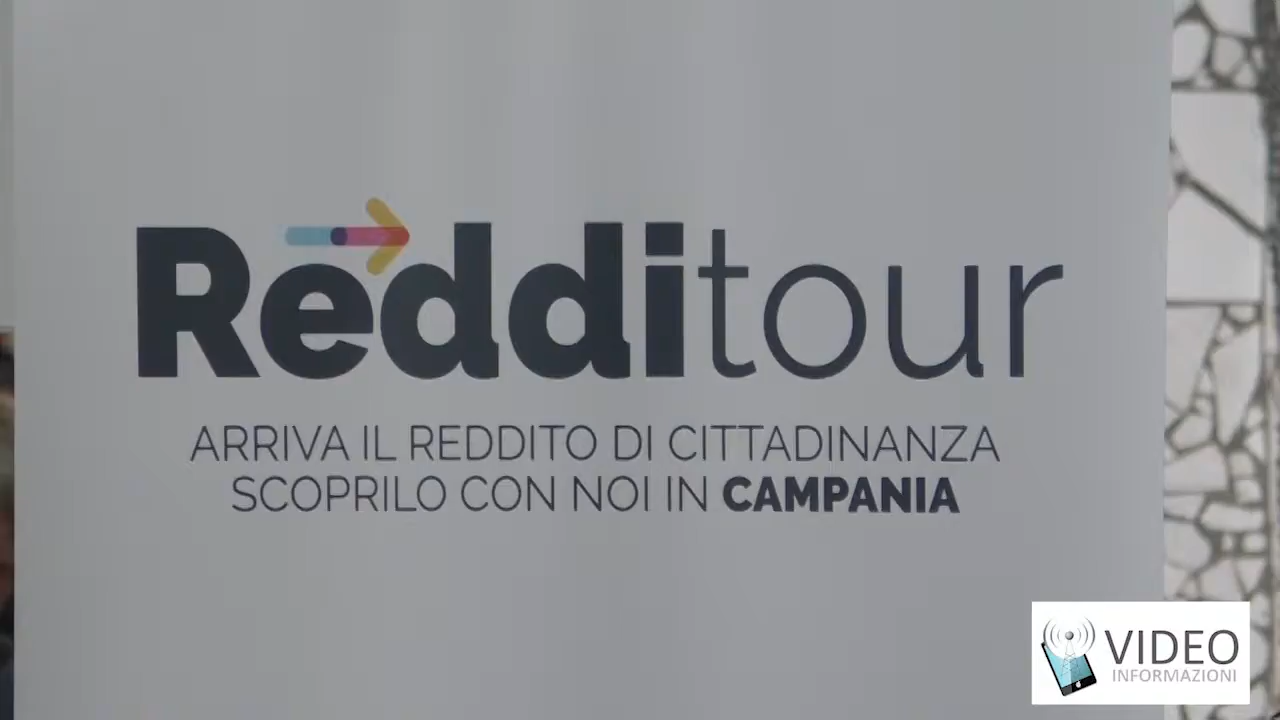 Redditour
ARRIVA IL REDDITO DI CITTADINANZA
SCOPRILO CON NOI IN CAMPANIA
VIDEO
INFORMAZIONI